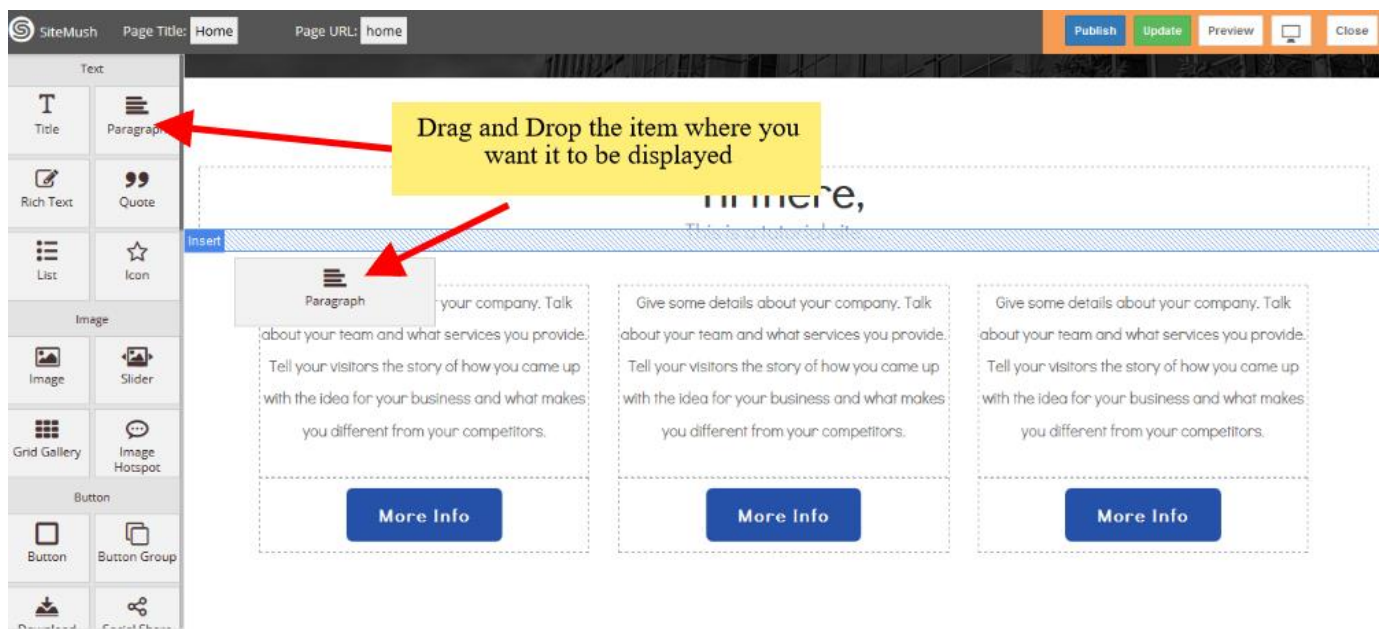 SiteMush Page Title: Home Page URL: home Publish Update Preview Close
Text
Title Paragraph
Rich Text Quote
List Icon
Image
Image Slider
Grid Gallery Image
Hotspot
Button
Button Button Group
Drag and Drop the item where you
want it to be displayed
Insert
Paragraph
your company. Talk
about your team and what services you provide.
Tell your visitors the story of how you came up
with the idea for your business and what makes
you different from your competitors.
More Info
Give some details about your company. Talk
about your team and what services you provide.
Tell your visitors the story of how you came up
with the idea for your business and what makes
you different from your competitors.
More Info
Give some details about your company. Talk
about your team and what services you provide.
Tell your visitors the story of how you came up
with the idea for your business and what makes
you different from your competitors.
More Info